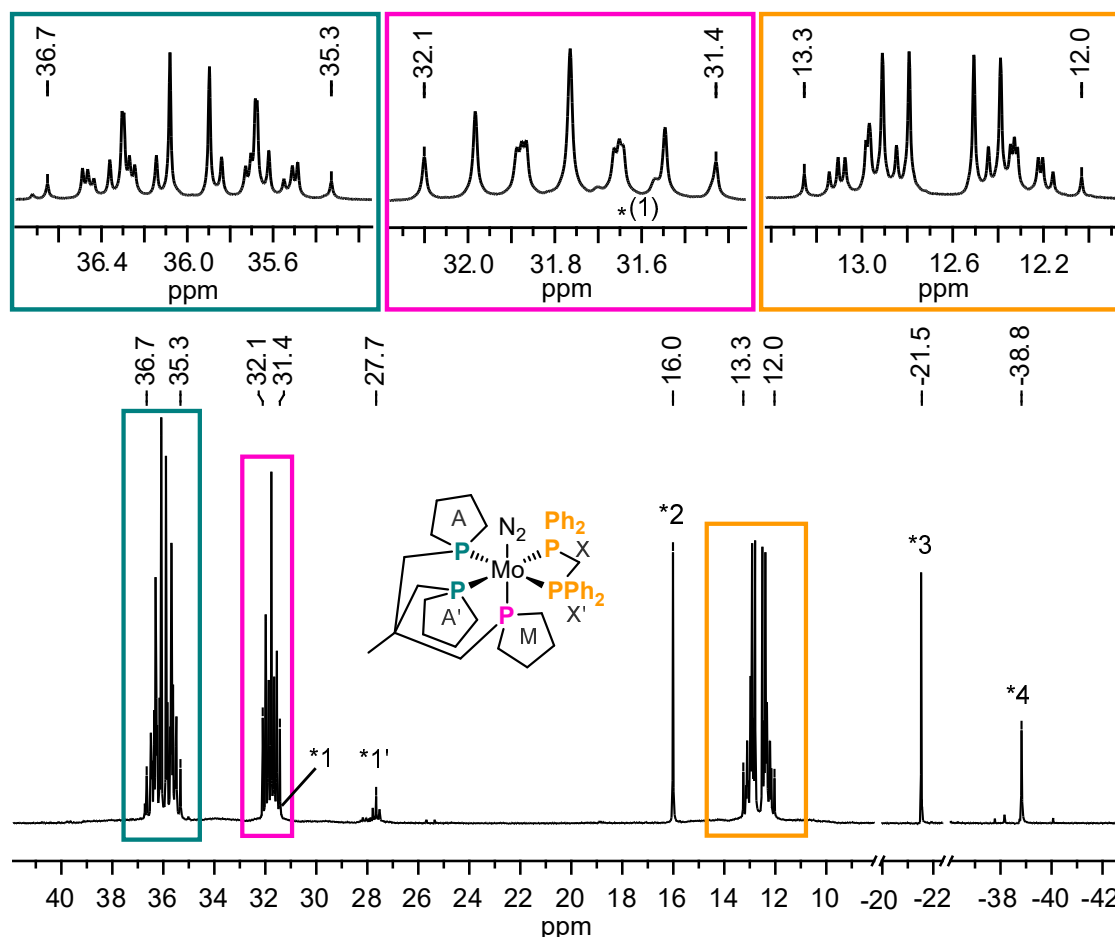 36.7
35.3
32.1
31.4
13.3
12.0
*(1)
36.4 36.0 35.6
ppm
32.0 31.8 31.6
ppm
13.0 12.6 12.2
ppm
36.7
35.3
32.1
31.4
27.7
16.0
13.3
12.0
-21.5
-38.8
A
N2
Ph2
P
P
X
Mo
P
PPh2
A'
P
X'
M
*1
*1'
*2
*3
*4
40 38 36 34 32 30 28 26 24 22 20 18 16 14 12 10 -20 -22 -38 -40 -42
ppm